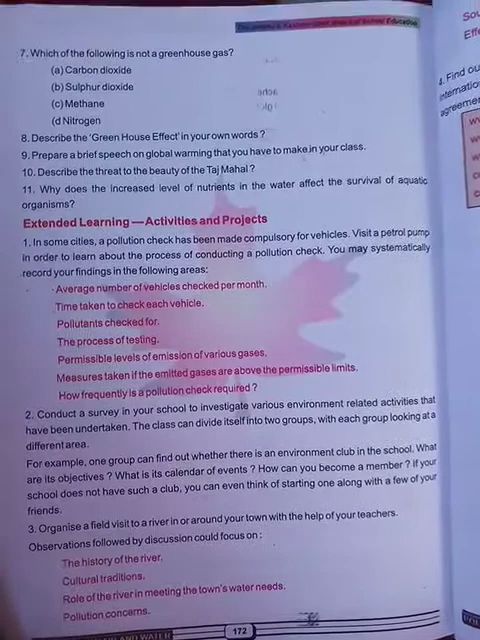 The Jammu & Kashmir State Board of School Education
7. Which of the following is not a greenhouse gas?
(a) Carbon dioxide
(b) Sulphur dioxide
(c) Methane
(d Nitrogen
8. Describe the 'Green House Effect' in your own words ?
9. Prepare a brief speech on global warming that you have to make in your class.
10. Describe the threat to the beauty of the Taj Mahal ?
11. Why does the increased level of nutrients in the water affect the survival of aquatic
organisms?
Extended Learning — Activities and Projects
1. In some cities, a pollution check has been made compulsory for vehicles. Visit a petrol pump
in order to learn about the process of conducting a pollution check. You may systematically
record your findings in the following areas:
Average number of vehicles checked per month.
Time taken to check each vehicle.
Pollutants checked for.
The process of testing.
Permissible levels of emission of various gases.
Measures taken if the emitted gases are above the permissible limits.
How frequently is a pollution check required ?
2. Conduct a survey in your school to investigate various environment related activities that
have been undertaken. The class can divide itself into two groups, with each group looking at a
different area.
For example, one group can find out whether there is an environment club in the school. What
are its objectives ? What is its calendar of events ? How can you become a member ? If your
school does not have such a club, you can even think of starting one along with a few of your
friends.
3. Organise a field visit to a river in or around your town with the help of your teachers.
Observations followed by discussion could focus on :
The history of the river.
Cultural traditions.
Role of the river in meeting the town's water needs.
Pollution concerns.
AND WATER
172
4. Find ou